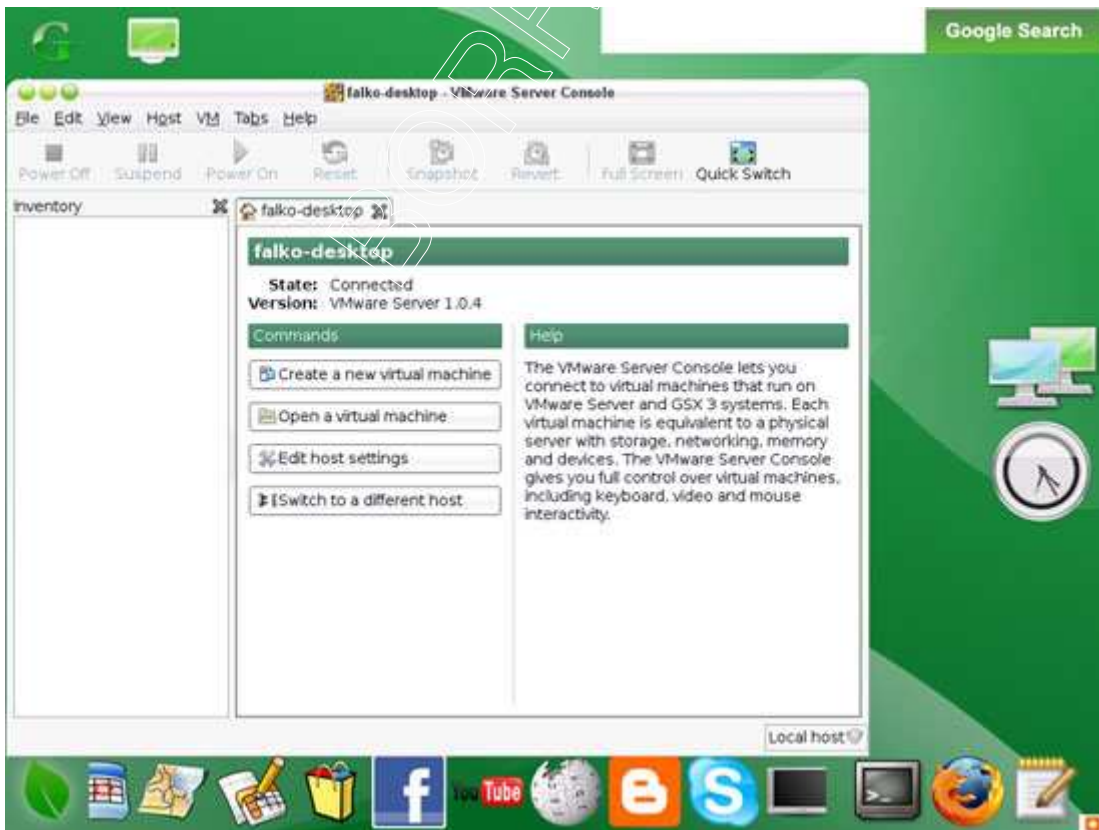 Google Search
falko-desktop - VMware Server Console
File Edit View Host VM Tabs Help
Power Off Suspend Power On Reset Snapshot Revert Full Screen Quick Switch
Inventory
falko-desktop
falko-desktop
State: Connected
Version: VMware Server 1.0.4
Commands
Create a new virtual machine
Open a virtual machine
Edit host settings
Switch to a different host
Help
The VMware Server Console lets you
connect to virtual machines that run on
VMware Server and GSX 3 systems. Each
virtual machine is equivalent to a physical
server with storage, networking, memory
and devices. The VMware Server Console
gives you full control over virtual machines,
including keyboard, video and mouse
interactivity.
Local host
You Tube